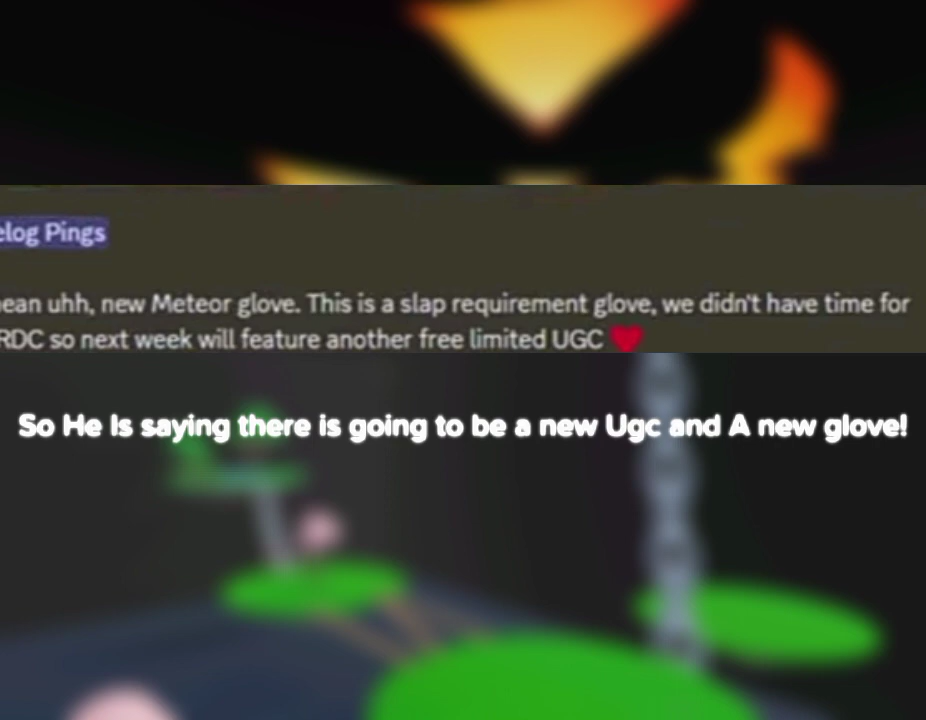 elog Pings
ean uhh, new Meteor glove. This is a slap requirement glove, we didn't have time for
RDC so next week will feature another free limited UGC ❤️
So He Is saying there is going to be a new Ugc and A new glove!